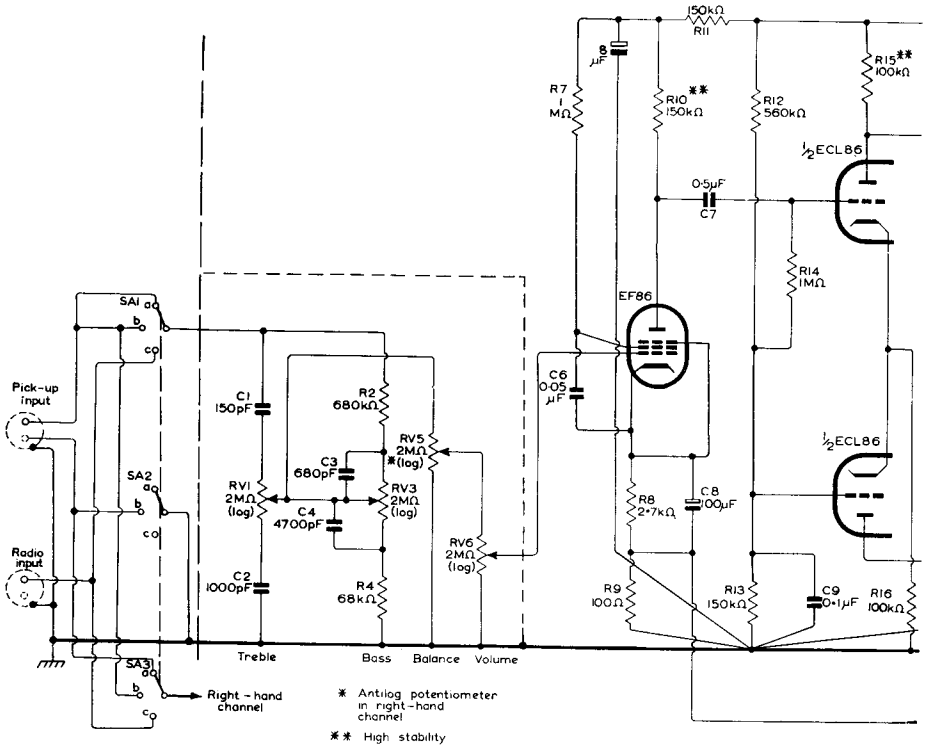 150kΩ
R11
8
µF
R7
1
MΩ
R10
150kΩ
**
R12
560kΩ
R15**
100kΩ
½ECL86
0·5µF
C7
R14
1MΩ
EF86
SA1
a
b
c
Pick-up
input
C1
150pF
R2
680kΩ
C6
0·05
µF
RV5
2MΩ
(log)
*
C3
680pF
RV1
2MΩ
(log)
RV3
2MΩ
(log)
C4
4700pF
SA2
a
b
c
½ECL86
R8
2·7kΩ
C8
100µF
RV6
2MΩ
(log)
Radio
input
C2
1000pF
R4
68kΩ
R9
100Ω
R13
150kΩ
C9
0·1µF
R16
100kΩ
Treble
Bass
Balance
Volume
SA3
a
b
c
Right-hand
channel
* Antilog potentiometer
in right-hand
channel
** High stability